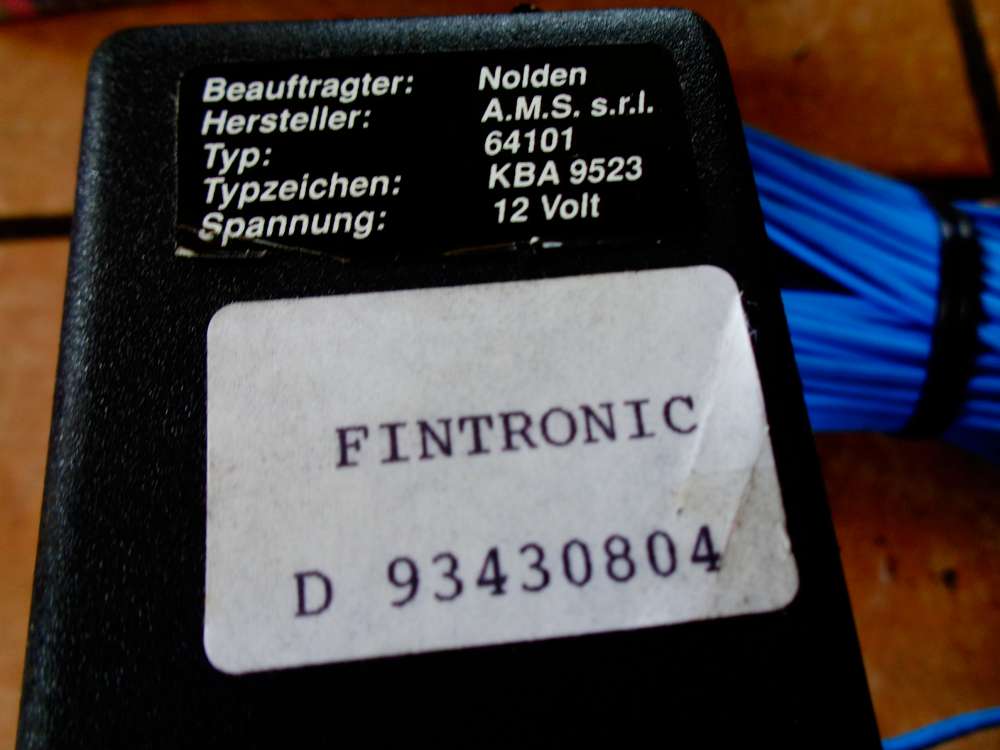 Beauftragter: Nolden
Hersteller: A.M.S. s.r.l.
Typ: 64101
Typzeichen: KBA 9523
Spannung: 12 Volt
FINTRONIC
D 93430804